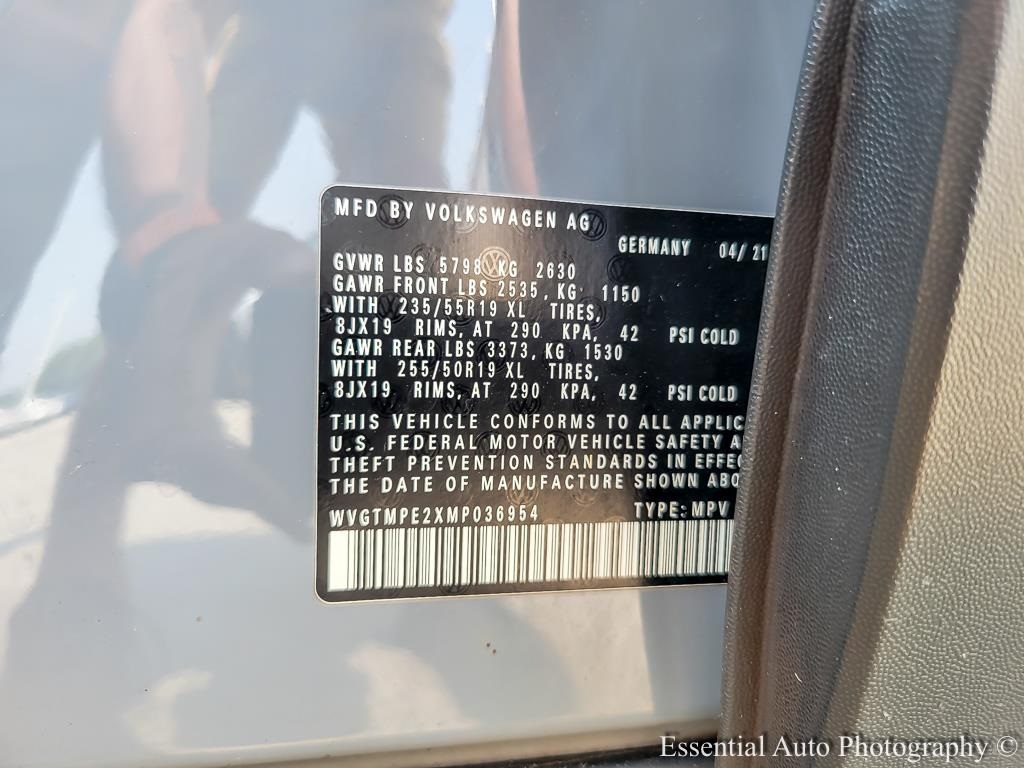 MFD BY VOLKSWAGEN AG
GERMANY 04/ 21
GVWR LBS 5798 KG 2630
GAWR FRONT LBS 2535, KG 1150
WITH 235/55R19 XL TIRES,
8JX19 RIMS, AT 290 KPA, 42 PSI COLD
GAWR REAR LBS 3373, KG 1530
WITH 255/50R19 XL TIRES,
8JX19 RIMS, AT 290 KPA, 42 PSI COLD
THIS VEHICLE CONFORMS TO ALL APPLIC
U.S. FEDERAL MOTOR VEHICLE SAFETY A
THEFT PREVENTION STANDARDS IN EFFE
THE DATE OF MANUFACTURE SHOWN ABO
WVGTMPE2XMP036954 TYPE: MPV
Essential Auto Photography ©